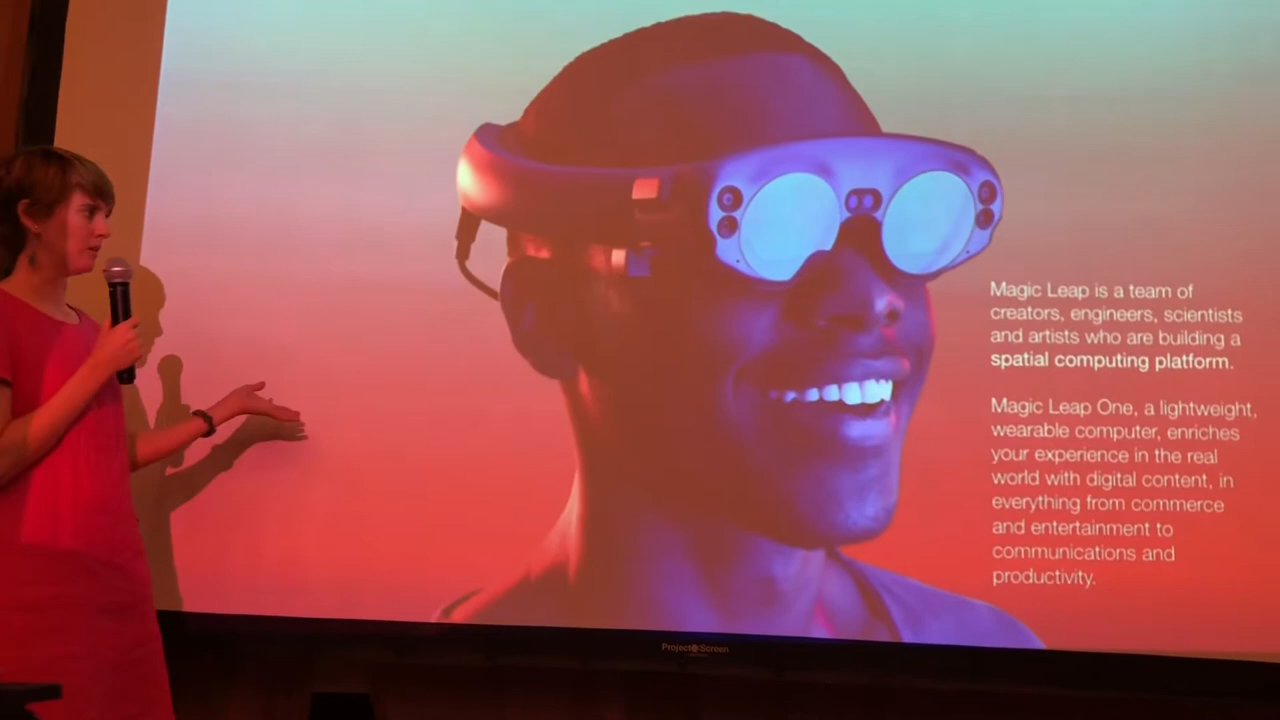 Magic Leap is a team of
creators, engineers, scientists
and artists who are building a
spatial computing platform.
Magic Leap One, a lightweight,
wearable computer, enriches
your experience in the real
world with digital content, in
everything from commerce
and entertainment to
communications and
productivity.
Project Screen